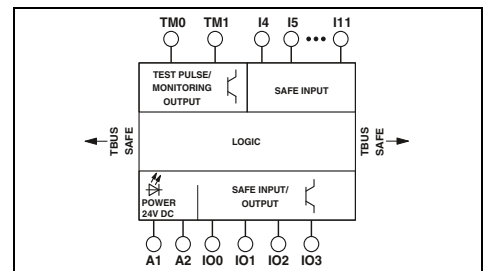 TM0 TM1 I4 I5 ••• I11
TEST PULSE/
MONITORING
OUTPUT
SAFE INPUT
TBUS
SAFE
LOGIC
TBUS
SAFE
POWER
24V DC
SAFE INPUT/
OUTPUT
A1 A2 IO0 IO1 IO2 IO3